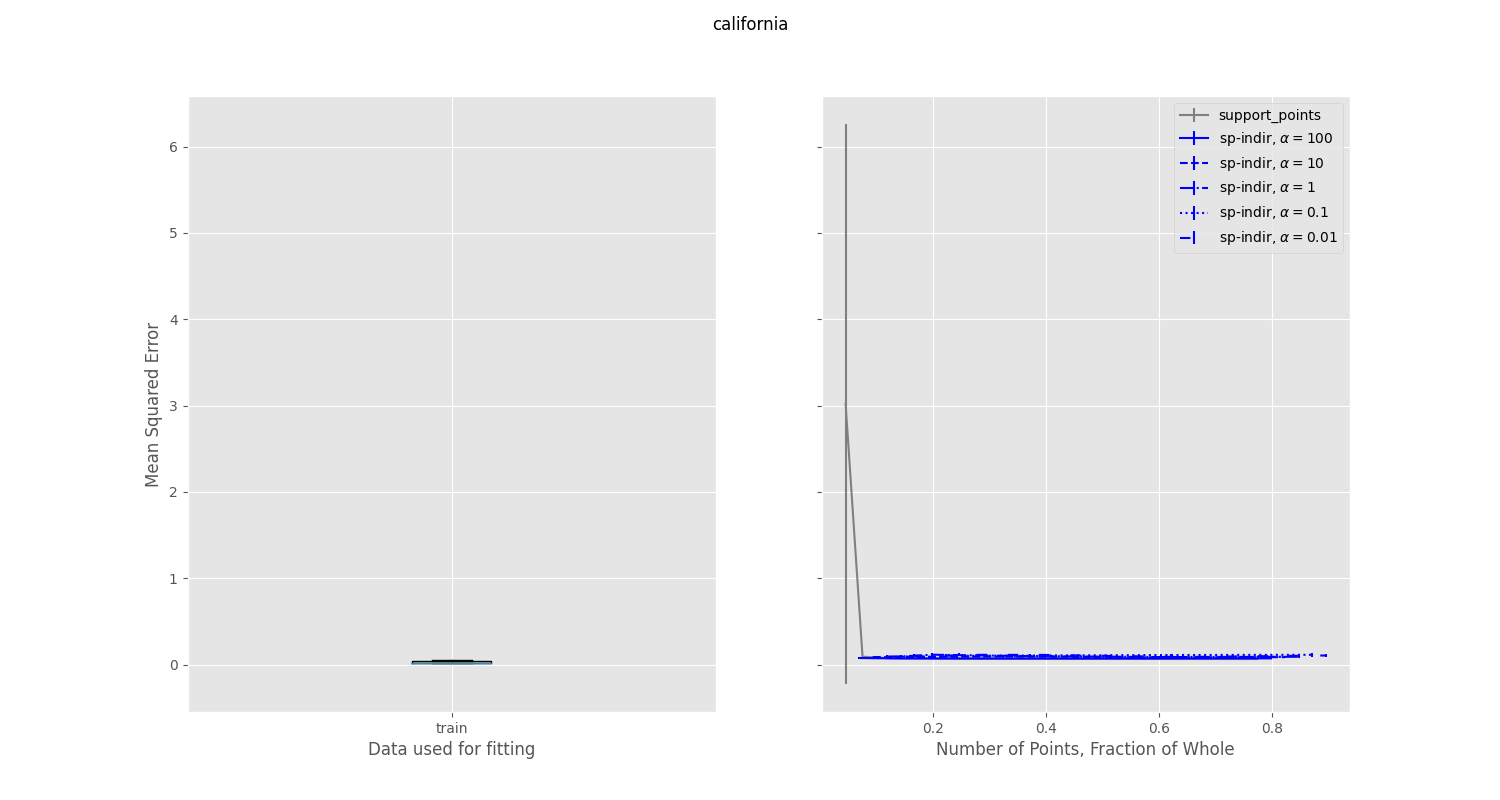 california
Mean Squared Error
6
5
4
3
2
1
0
train
Data used for fitting
support_points
sp-indir, α = 100
sp-indir, α = 10
sp-indir, α = 1
sp-indir, α = 0.1
sp-indir, α = 0.01
0.2 0.4 0.6 0.8
Number of Points, Fraction of Whole